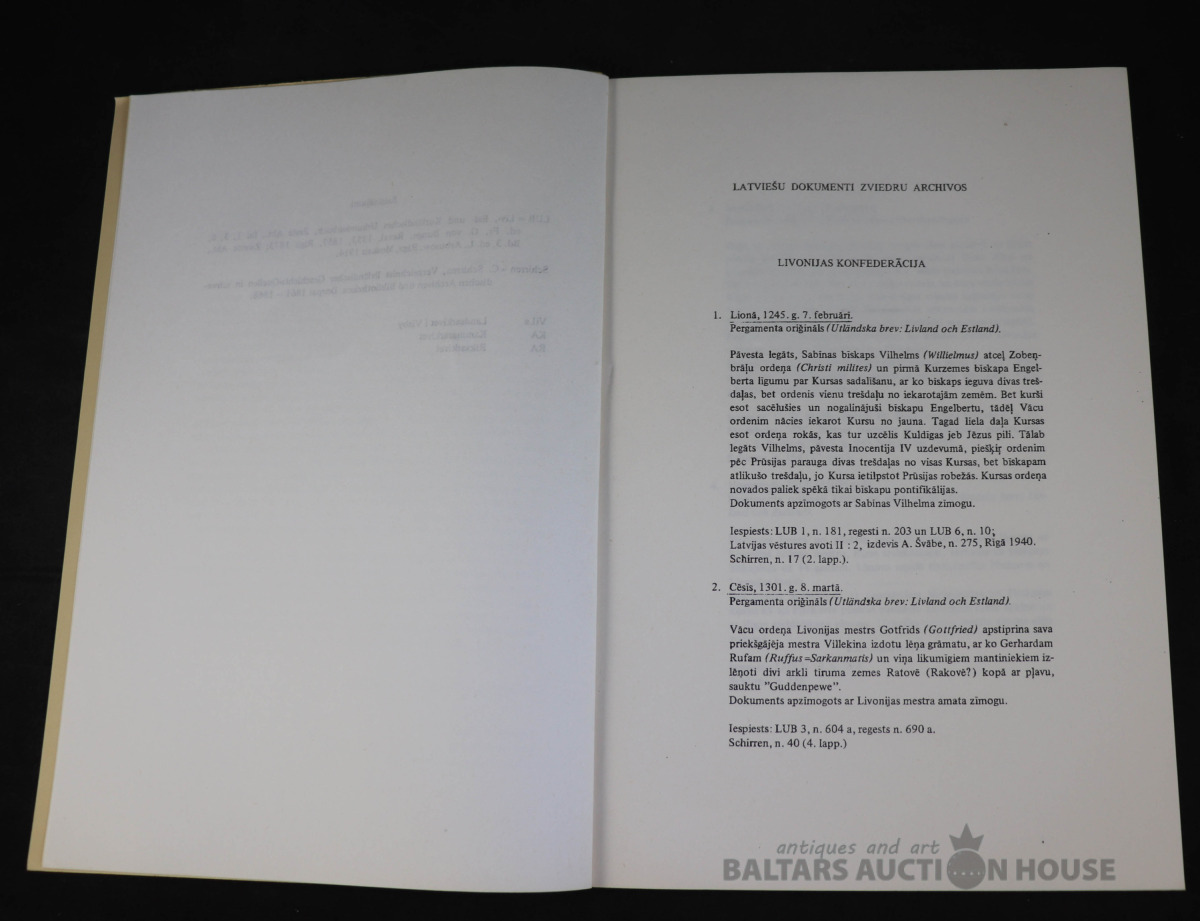 LATVIEŠU DOKUMENTI ZVIEDRU ARCHIVOS
LIVONIJAS KONFEDERĀCIJA
1. Lionā, 1245. g. 7. februārī.
Pergamenta oriģināls (Utländska brev: Livland och Estland).
Pāvesta legāts, Sabīnas bīskaps Vilhelms (Willielmus) atceļ Zobeņ-
brāļu ordeņa (Christi milites) un pirmā Kurzemes bīskapa Engel-
berta līgumu par Kursas sadalīšanu, ar ko bīskaps ieguva divas treš-
daļas, bet ordenis vienu trešdaļu no iekarotajām zemēm. Bet kurši
esot sacēlušies un nogalinājuši bīskapu Engelbertu, tādēļ Vācu
ordenim nācies iekarot Kursu no jauna. Tagad liela daļa Kursas
esot ordeņa rokās, kas tur uzcēlis Kuldīgas jeb Jēzus pili. Tālab
legāts Vilhelms, pāvesta Inocentija IV uzdevumā, piešķiŗ ordenim
pēc Prūsijas parauga divas trešdaļas no visas Kursas, bet bīskapam
atlikušo trešdaļu, jo Kursa ietilpstot Prūsijas robežās. Kursas ordeņa
novados paliek spēkā tikai bīskapu pontifikālijas.
Dokuments apzīmogots ar Sabīnas Vilhelma zīmogu.
Iespiests: LUB 1, n. 181, regesti n. 203 un LUB 6, n. 10;
Latvijas vēstures avoti II : 2, izdevis A. Švābe, n. 275, Rīgā 1940.
Schirren, n. 17 (2. lapp.).
2. Cēsīs, 1301. g. 8. martā.
Pergamenta oriģināls (Utländska brev: Livland och Estland).
Vācu ordeņa Livonijas mestrs Gotfrīds (Gottfried) apstiprina sava
priekšgājēja mestra Villekina izdotu lēņa grāmatu, ar ko Gerhardam
Rufam (Ruffus=Sarkanmatis) un viņa likumīgiem mantiniekiem iz-
lēņoti divi arkli tīruma zemes Ratovē (Rakovē?) kopā ar pļavu,
sauktu "Guddenpewe".
Dokuments apzīmogots ar Livonijas mestra amata zīmogu.
Iespiests: LUB 3, n. 604 a, regests n. 690 a.
Schirren, n. 40 (4. lapp.)
antiques and art
BALTARS AUCTION HOUSE